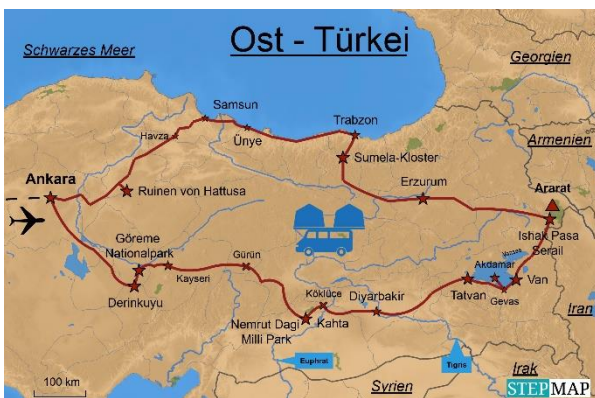 Ost - Türkei
Schwarzes Meer
Georgien
Samsun
Trabzon
Havza
Ünye
Armenien
Sumela-Kloster
Ankara
Ruinen von Hattusa
Erzurum
Ararat
Ishak Pasa
Serail
Göreme
Nationalpark
Gürün
Kayseri
Akdamar
Van
Iran
Derinkuyu
Köklüce
Diyarbakir
Tatvan
Gevas
Nemrut Dagi
Milli Park
Kahta
Euphrat
Tigris
Irak
100 km
Syrien
STEPMAP